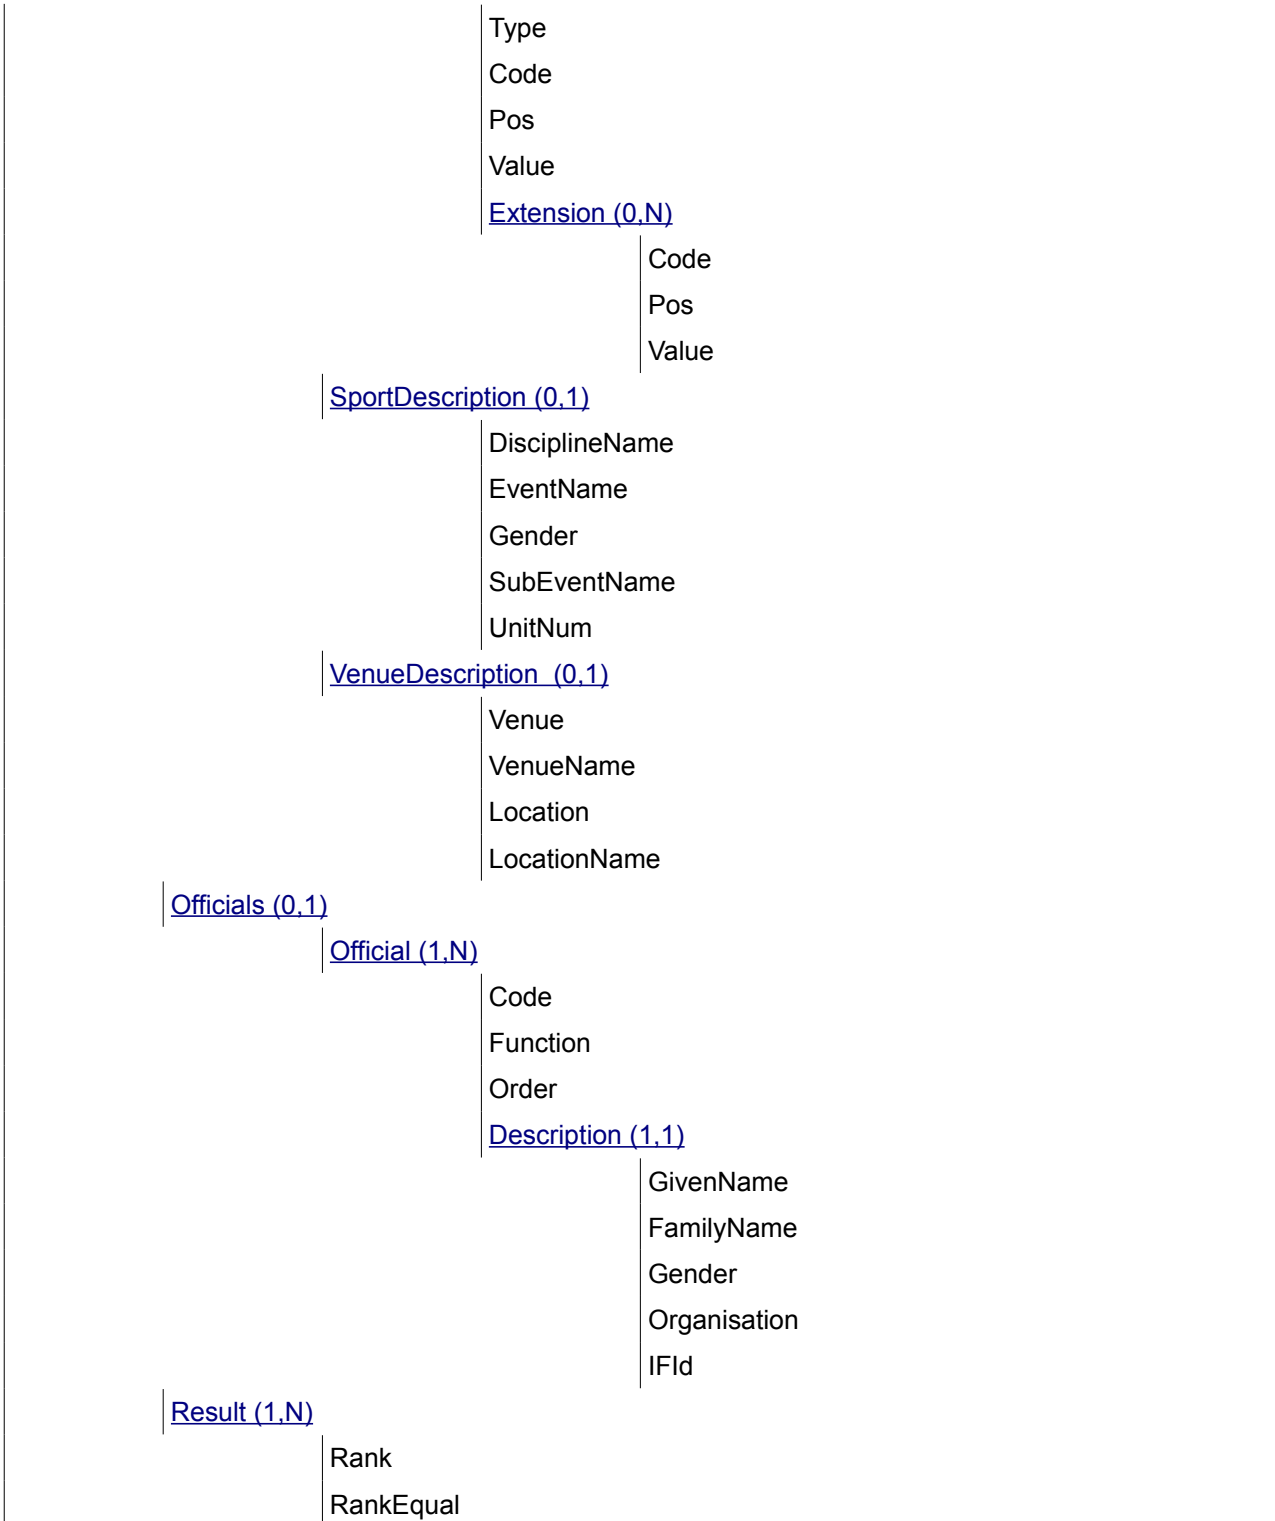 Type
Code
Pos
Value
Extension (0,N)
Code
Pos
Value
SportDescription (0,1)
DisciplineName
EventName
Gender
SubEventName
UnitNum
VenueDescription  (0,1)
Venue
VenueName
Location
LocationName
Officials (0,1)
Official (1,N)
Code
Function
Order
Description (1,1)
GivenName
FamilyName
Gender
Organisation
IFId
Result (1,N)
Rank
RankEqual